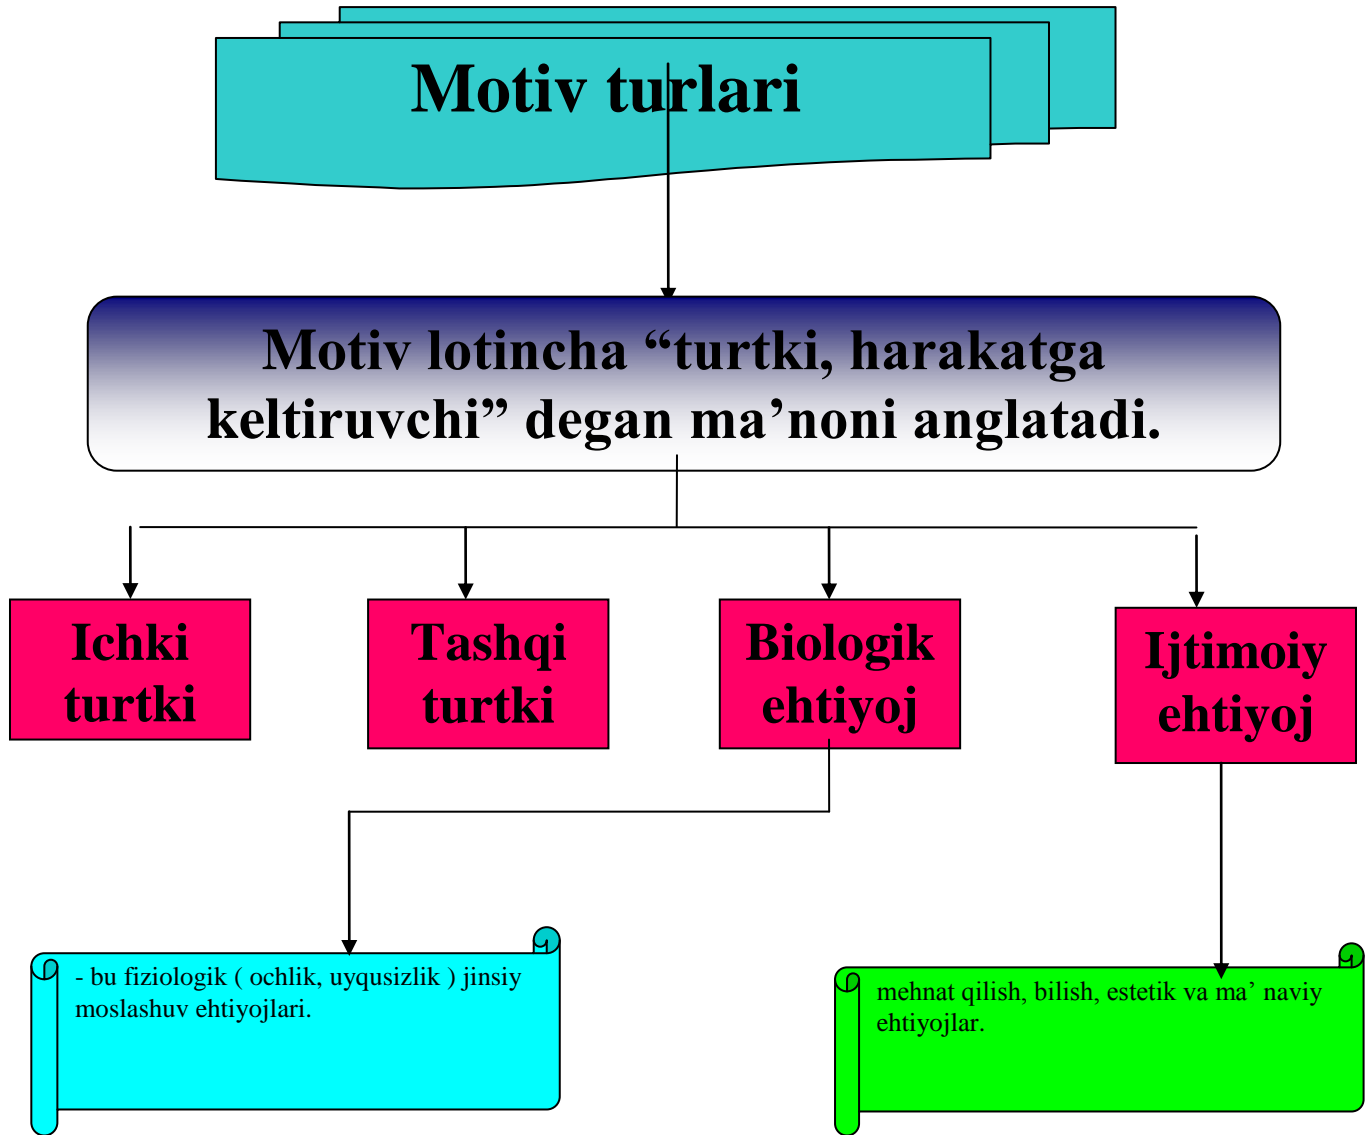 Motiv turlari
Motiv lotincha “turtki, harakatga
keltiruvchi” degan ma’noni anglatadi.
Ichki
turtki
Tashqi
turtki
Biologik
ehtiyoj
Ijtimoiy
ehtiyoj
- bu fiziologik ( ochlik, uyqusizlik ) jinsiy
moslashuv ehtiyojlari.
mehnat qilish, bilish, estetik va ma’ naviy
ehtiyojlar.